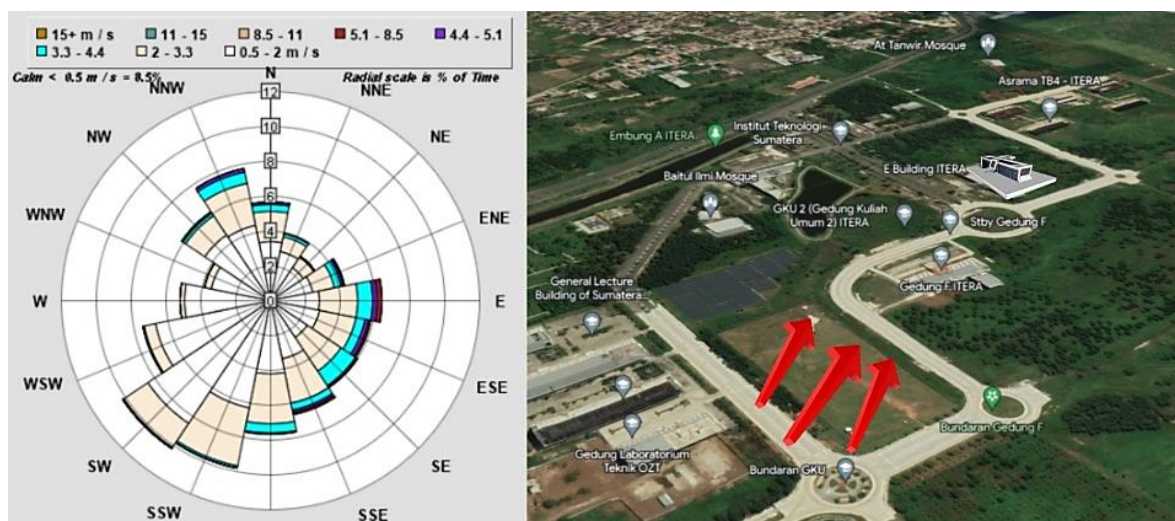 15+ m / s 11 - 15 8.5 - 11 5.1 - 8.5 4.4 - 5.1
3.3 - 4.4 2 - 3.3 0.5 - 2 m / s
Calm < 0.5 m / s = 8.5%
Radial scale is % of Time
N
NNW
NNE
NW
NE
WNW
ENE
W
E
WSW
ESE
SW
SE
SSW
SSE
12
10
8
6
4
2
0
At Tanwir Mosque
Asrama TB4 - ITERA
Embung A ITERA
Institut Teknologi
Sumatera
E Building ITERA
Baitul Ilmi Mosque
GKU 2 (Gedung Kuliah
Umum 2) ITERA
Stby Gedung F
Gedung F ITERA
General Lecture
Building of Sumatera...
Bundaran Gedung F
Gedung Laboratorium
Teknik OZT
Bundaran GKU